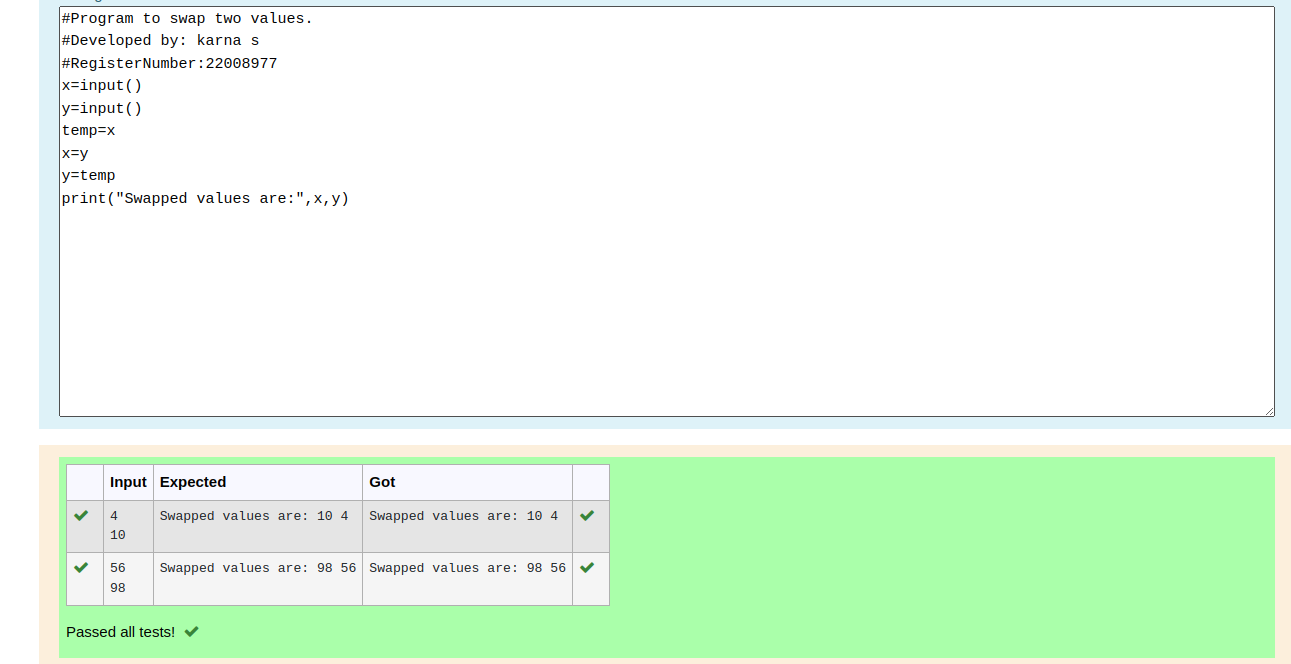 #Program to swap two values.
#Developed by: karna s
#RegisterNumber:22008977
x=input()
y=input()
temp=x
x=y
y=temp
print("Swapped values are:",x,y)
Input Expected Got
4 Swapped values are: 10 4 Swapped values are: 10 4
10
56 Swapped values are: 98 56 Swapped values are: 98 56
98
Passed all tests!